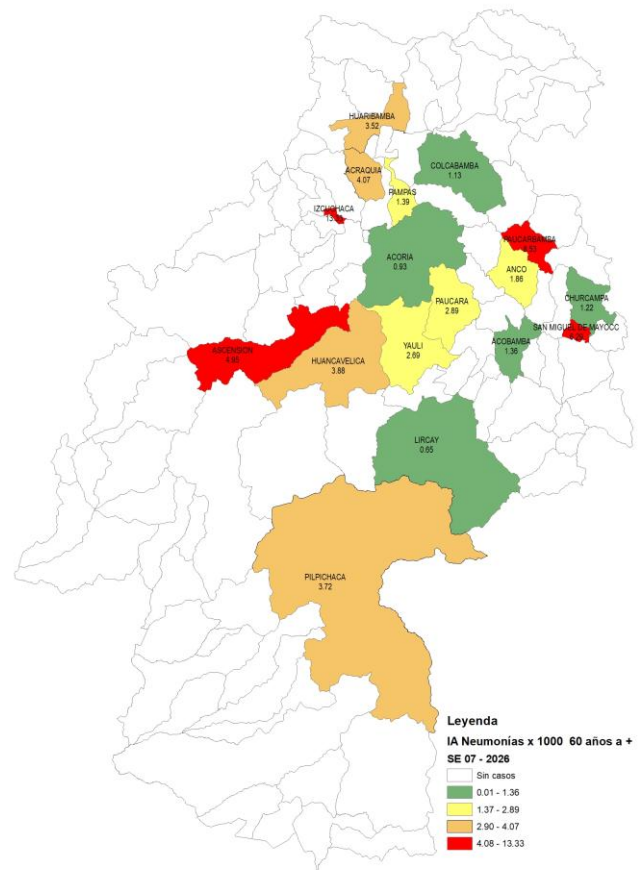 HUARIBAMBA
3.52
COLCABAMBA
1.13
ACRAQUIA
4.07
PAMPAS
1.39
IZCUCHACA
PAUCARBAMBA
ACORIA
0.93
ANCO
1.86
PAUCARA
2.89
CHURCAMPA
1.22
SAN MIGUEL DE MAYOCC
ASCENSION
4.95
HUANCAVELICA
3.88
YAULI
2.69
ACOBAMBA
1.36
LIRCAY
0.65
PILPICHACA
3.72
Leyenda
IA Neumonías x 1000 60 años a +
SE 07 - 2026
Sin casos
0.01 - 1.36
1.37 - 2.89
2.90 - 4.07
4.08 - 13.33